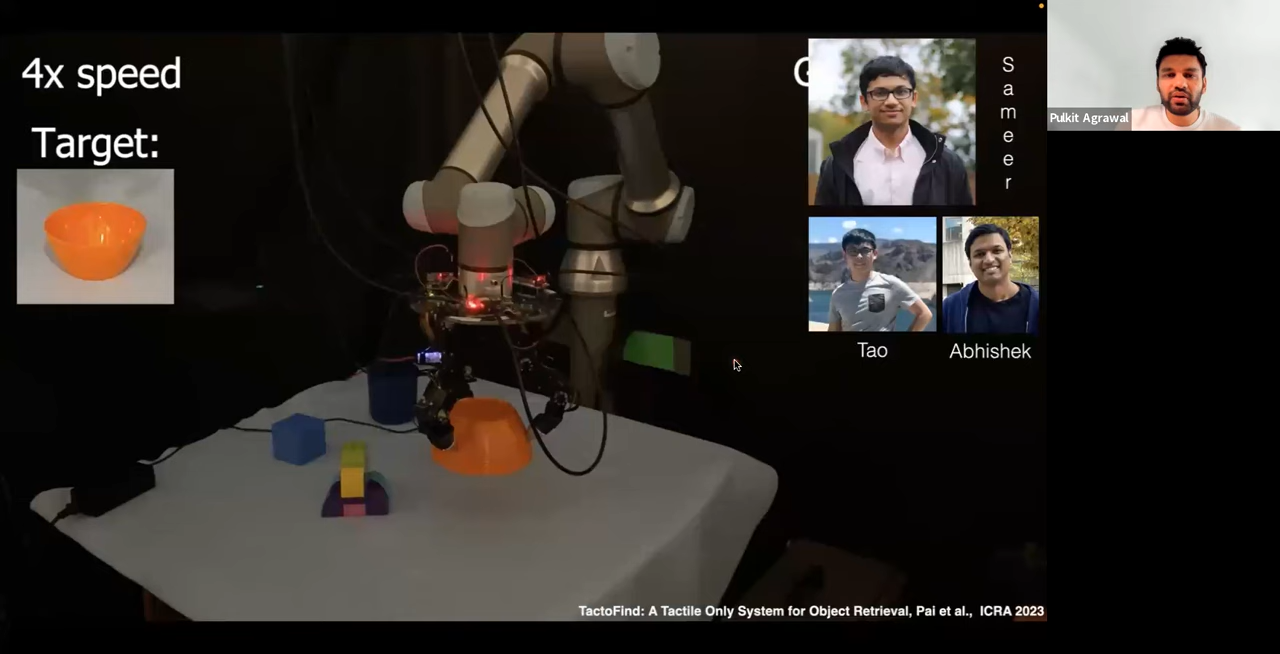 4x speed
Target:
G
Sameer
Tao
Abhishek
TactoFind: A Tactile Only System for Object Retrieval, Pai et al., ICRA 2023
Pulkit Agrawal